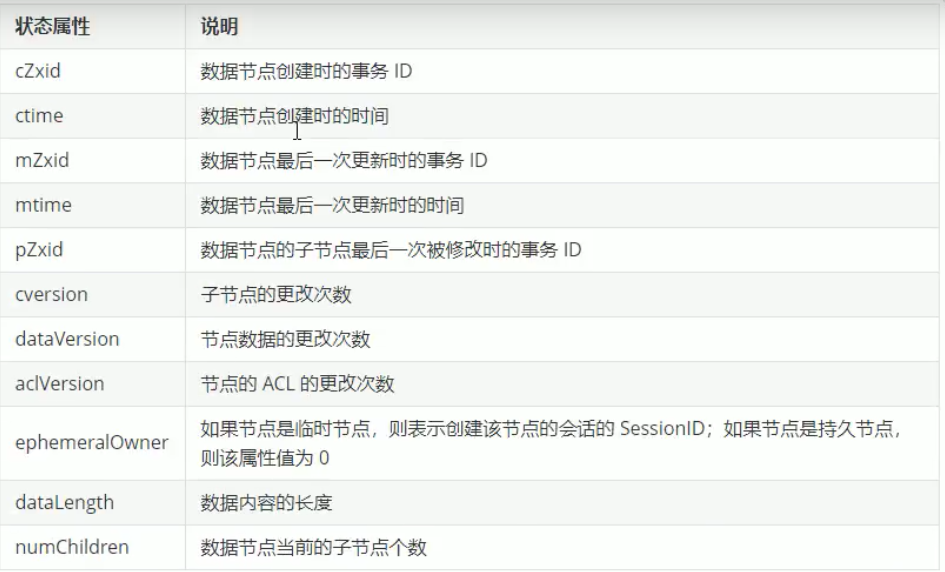 状态属性 说明
cZxid 数据节点创建时的事务 ID
ctime 数据节点创建时的时间
mZxid 数据节点最后一次更新时的事务 ID
mtime 数据节点最后一次更新时的时间
pZxid 数据节点的子节点最后一次被修改时的事务 ID
cversion 子节点的更改次数
dataVersion 节点数据的更改次数
aclVersion 节点的 ACL 的更改次数
ephemeralOwner 如果节点是临时节点，则表示创建该节点的会话的 SessionID；如果节点是持久节点，
则该属性值为 0
dataLength 数据内容的长度
numChildren 数据节点当前的子节点个数